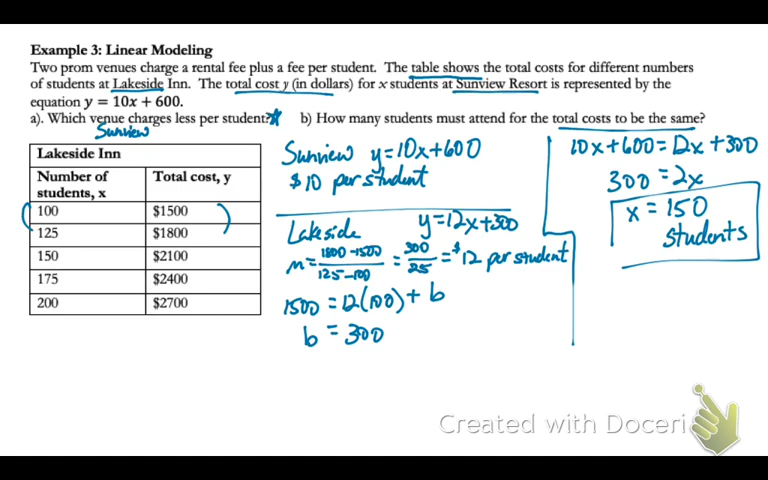 Example 3: Linear Modeling
Two prom venues charge a rental fee plus a fee per student. The table shows the total costs for different numbers
of students at Lakeside Inn. The total cost y (in dollars) for x students at Sunview Resort is represented by the
equation y = 10x + 600.
a). Which venue charges less per student? b) How many students must attend for the total costs to be the same?
Sunview
Lakeside Inn
Number of students, x Total cost, y
100 $1500
125 $1800
150 $2100
175 $2400
200 $2700
Sunview y=10x+600
$10 per student
Lakeside y=12x+300
m = 1800-1500/125-100 = 300/25 = $12 per student
1500 = 12(100) + b
b = 300
10x+600 = 12x+300
300 = 2x
x = 150
students
Created with Doceri